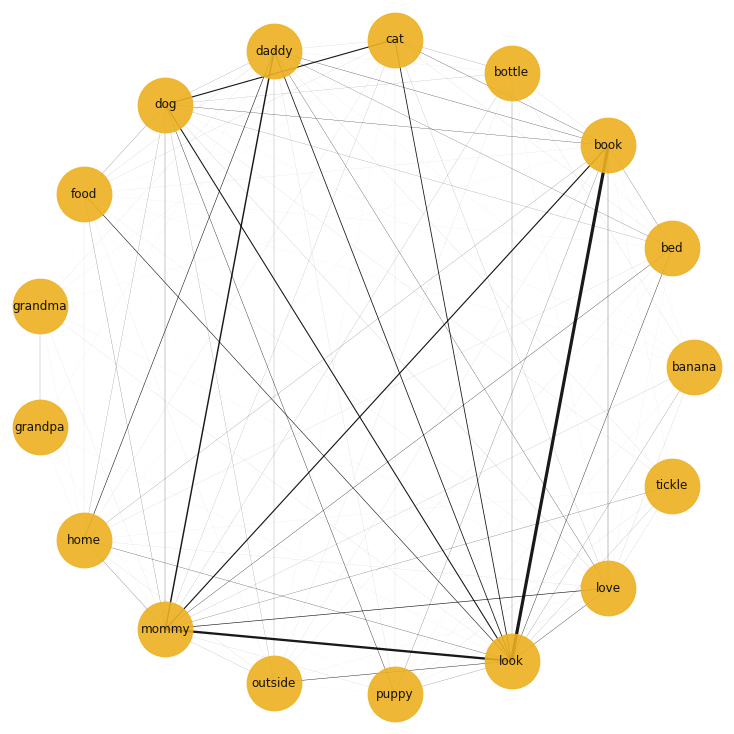 cat
daddy
bottle
dog
book
food
bed
grandma
banana
grandpa
tickle
home
love
mommy
look
outside
puppy